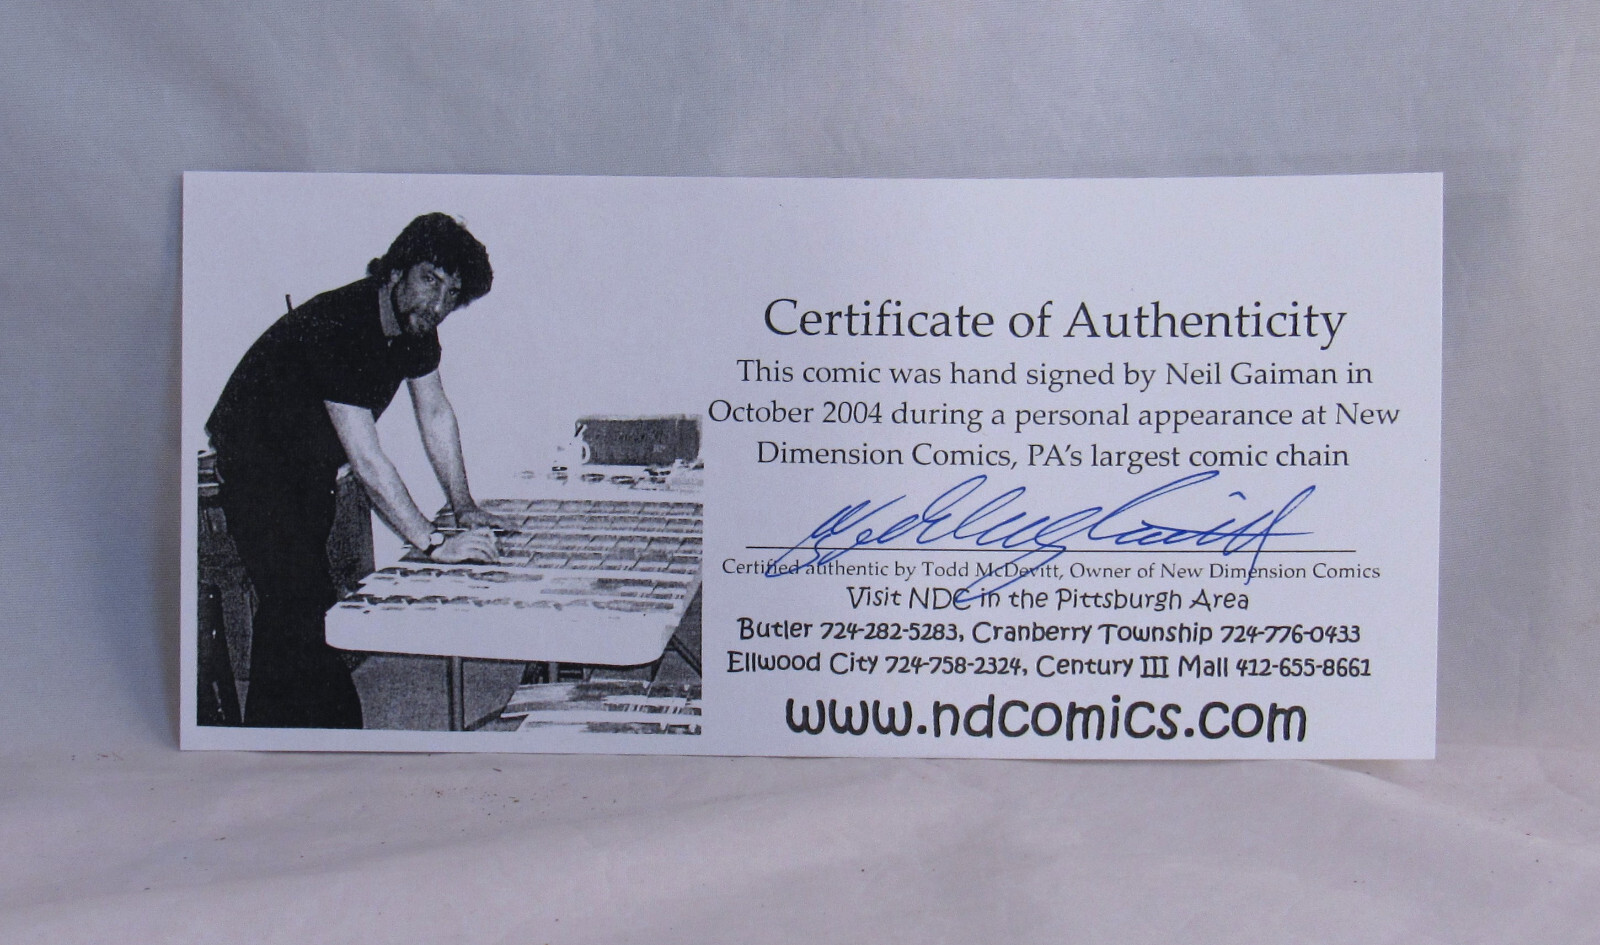 Certificate of Authenticity
This comic was hand signed by Neil Gaiman in
October 2004 during a personal appearance at New
Dimension Comics, PA's largest comic chain
Certified authentic by Todd McDevitt, Owner of New Dimension Comics
Visit NDC in the Pittsburgh Area
Butler 724-282-5283, Cranberry Township 724-776-0433
Ellwood City 724-758-2324, Century III Mall 412-655-8661
www.ndcomics.com